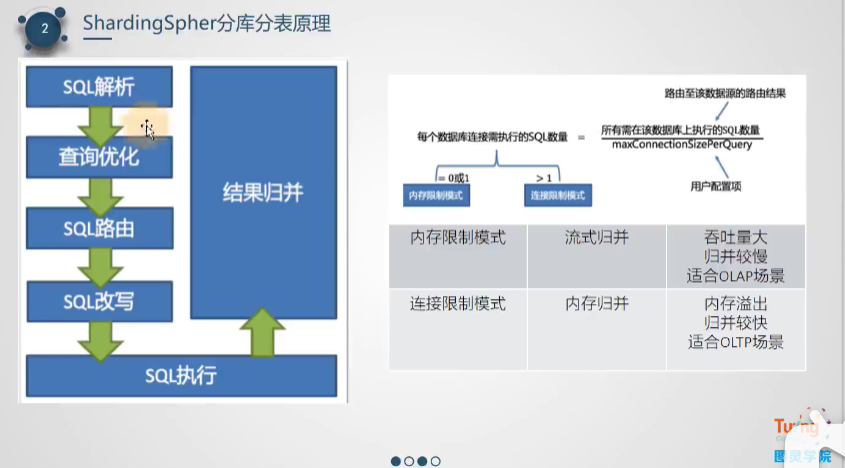 2
ShardingSpher分库分表原理
SQL解析
查询优化
SQL路由
SQL改写
SQL执行
结果归并
路由至该数据源的路由结果
每个数据库连接需执行的SQL数量 = 所有需在该数据库上执行的SQL数量
maxConnectionSizePerQuery
= 0或1
> 1
内存限制模式
连接限制模式
用户配置项
内存限制模式 流式归并 吞吐量大
归并较慢
适合OLAP场景
连接限制模式 内存归并 内存溢出
归并较快
适合OLTP场景
图灵学院